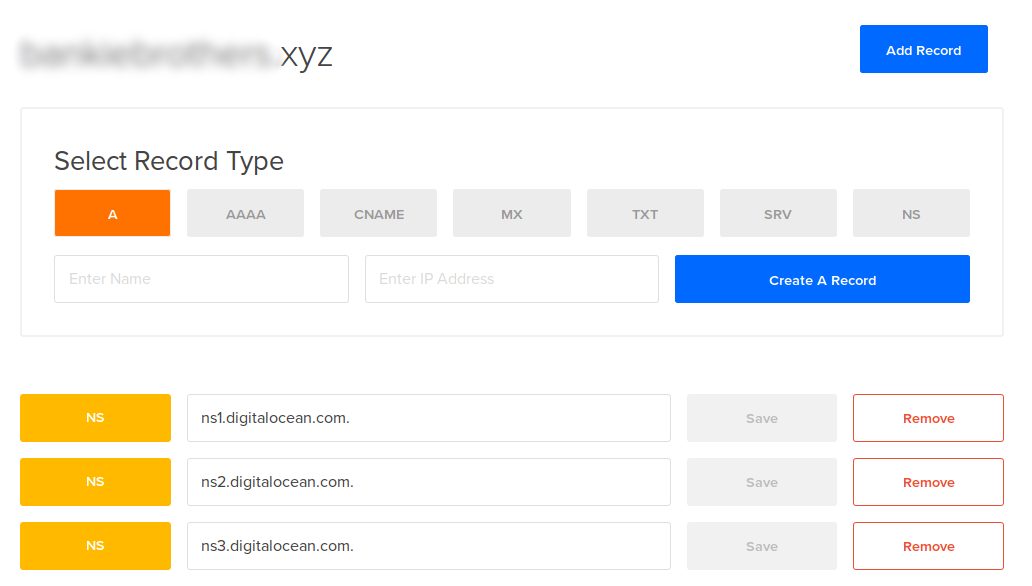 .xyz
Add Record
Select Record Type
A AAAA CNAME MX TXT SRV NS
Enter Name Enter IP Address Create A Record
NS ns1.digitalocean.com. Save Remove
NS ns2.digitalocean.com. Save Remove
NS ns3.digitalocean.com. Save Remove